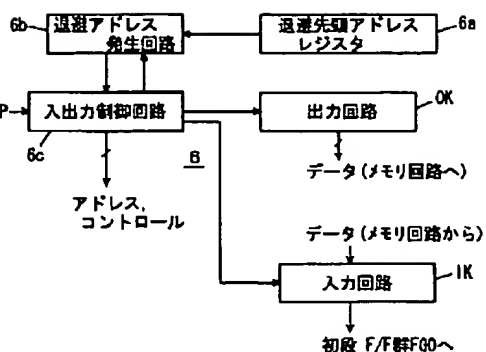 6b
退避アドレス
発生回路
退避先頭アドレス
レジスタ
6a
P
入出力制御回路
6c
6
出力回路
OK
データ(メモリ回路へ)
アドレス,
コントロール
データ(メモリ回路から)
入力回路
IK
初段 F/F群FG0へ